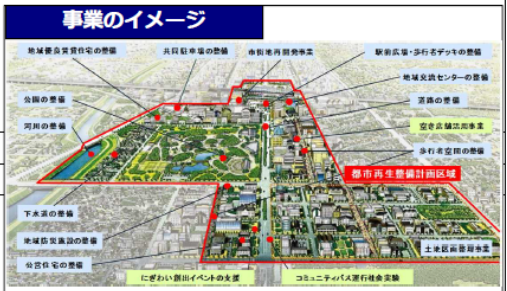 事業のイメージ
地域優良賃貸住宅の整備
共同駐車場の整備
市街地再開発事業
駅前広場・歩行者デッキの整備
地域交流センターの整備
公園の整備
道路の整備
河川の整備
空き店舗活用事業
歩行者空間の整備
都市再生整備計画区域
下水道の整備
地域防災施設の整備
土地区画整理事業
公営住宅の整備
にぎわい創出イベントの支援
コミュニティバス運行社会実験